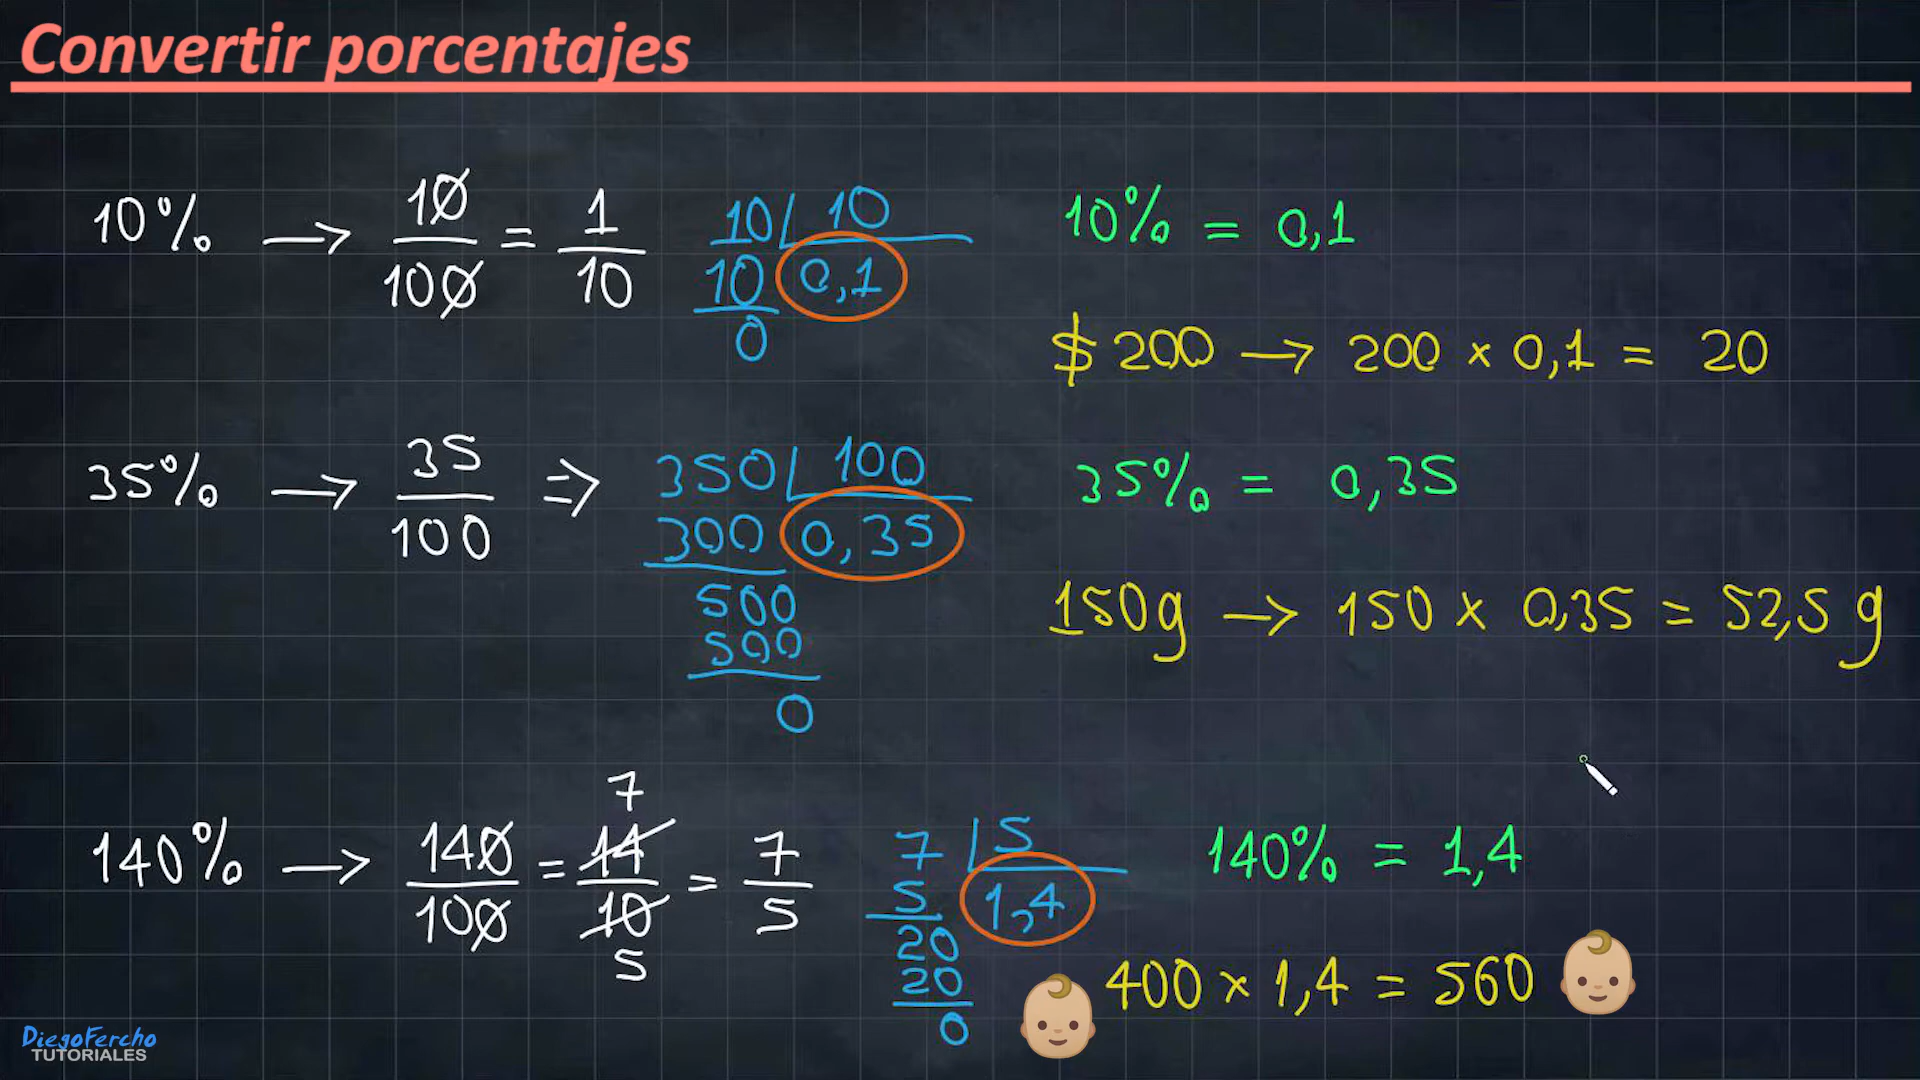 Convertir porcentajes
10% → 10/100 = 1/10
10 | 10
10 0,1
0
10% = 0,1
$ 200 → 200 × 0,1 = 20
35% → 35/100 ⇒
350 | 100
300 0,35
500
500
0
35% = 0,35
150g → 150 × 0,35 = 52,5 g
140% → 140/100 = 14/10 = 7/5
7
5
7 | 5
5 1,4
20
20
0
140% = 1,4
400 × 1,4 = 560
DiegoFercho
TUTORIALES